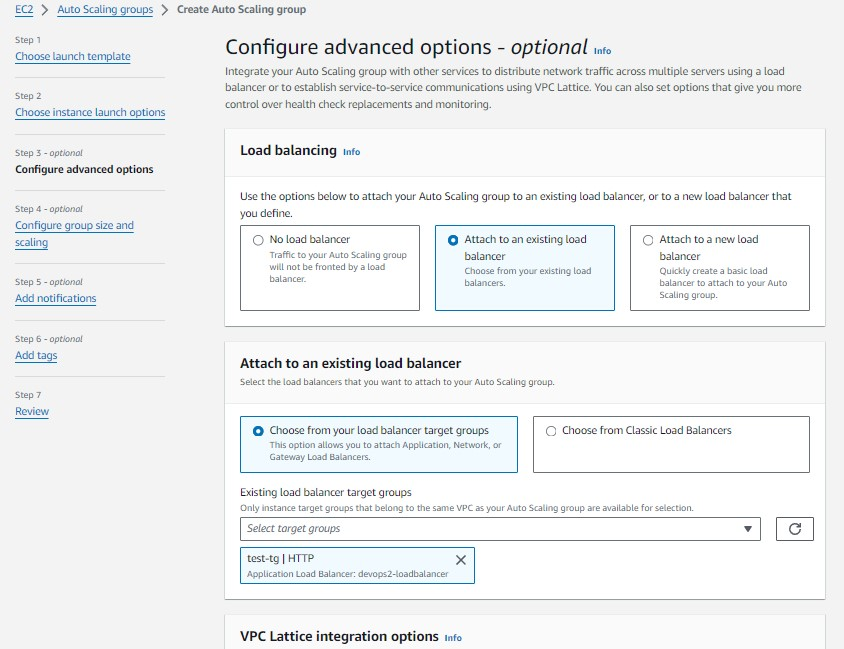 EC2 > Auto Scaling groups > Create Auto Scaling group
Step 1
Choose launch template
Step 2
Choose instance launch options
Step 3 - optional
Configure advanced options
Step 4 - optional
Configure group size and
scaling
Step 5 - optional
Add notifications
Step 6 - optional
Add tags
Step 7
Review
Configure advanced options - optional Info
Integrate your Auto Scaling group with other services to distribute network traffic across multiple servers using a load
balancer or to establish service-to-service communications using VPC Lattice. You can also set options that give you more
control over health check replacements and monitoring.
Load balancing Info
Use the options below to attach your Auto Scaling group to an existing load balancer, or to a new load balancer that
you define.
No load balancer
Traffic to your Auto Scaling group
will not be fronted by a load
balancer.
Attach to an existing load
balancer
Choose from your existing load
balancers.
Attach to a new load
balancer
Quickly create a basic load
balancer to attach to your Auto
Scaling group.
Attach to an existing load balancer
Select the load balancers that you want to attach to your Auto Scaling group.
Choose from your load balancer target groups
This option allows you to attach Application, Network, or
Gateway Load Balancers.
Choose from Classic Load Balancers
Existing load balancer target groups
Only instance target groups that belong to the same VPC as your Auto Scaling group are available for selection.
Select target groups
test-tg | HTTP
Application Load Balancer: devops2-loadbalancer
VPC Lattice integration options Info